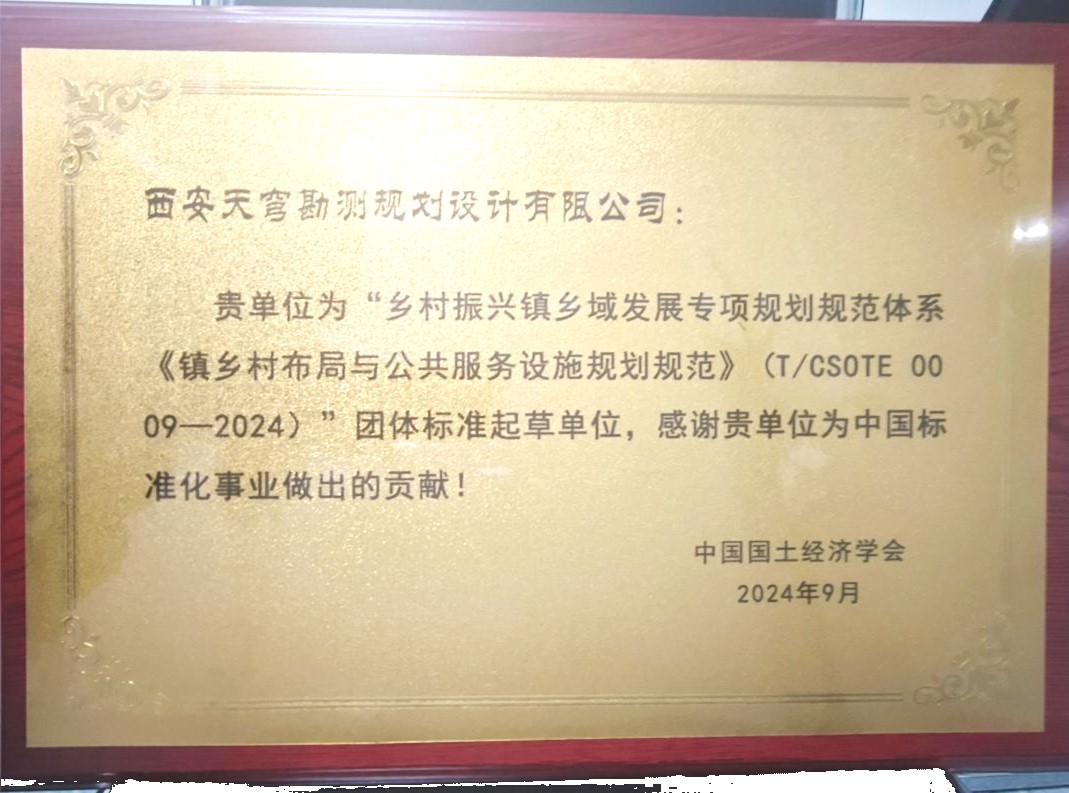 西安天穹勘测规划设计有限公司：
贵单位为“乡村振兴镇乡域发展专项规划规范体系
《镇乡村布局与公共服务设施规划规范》（T/CSOTE 00
09—2024）”团体标准起草单位，感谢贵单位为中国标
准化事业做出的贡献！
中国国土经济学会
2024年9月